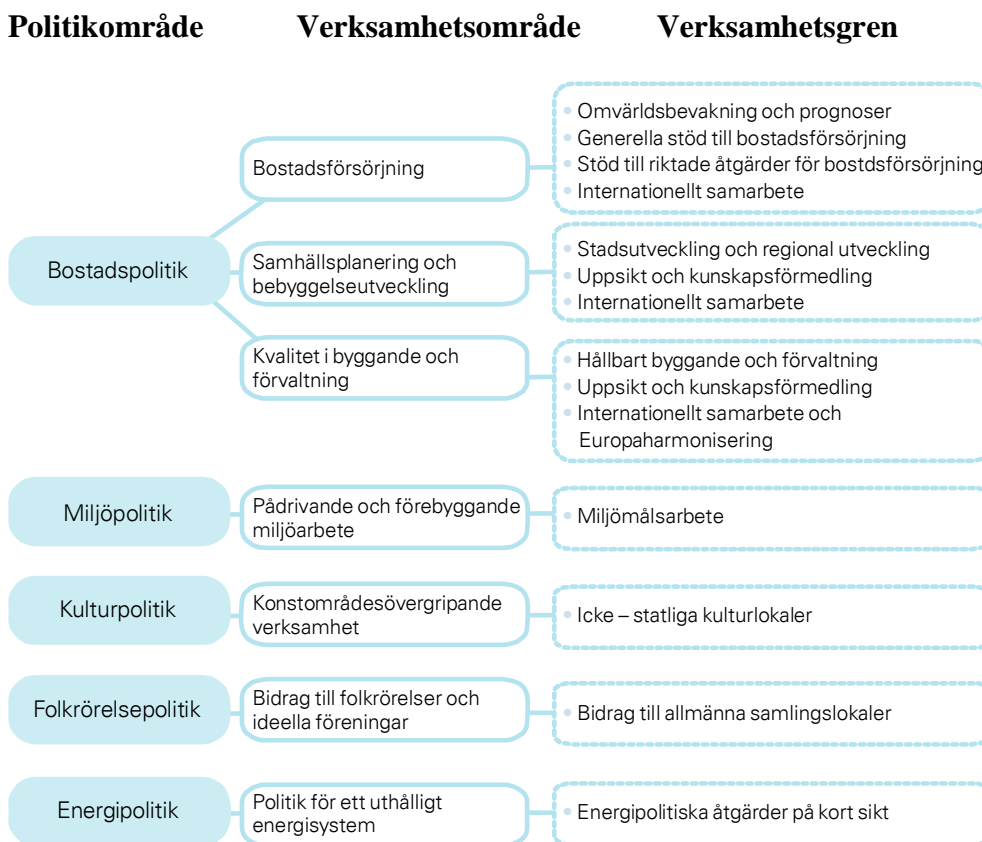 Politikområde Verksamhetsområde Verksamhetsgren
Bostadspolitik
Bostadsförsörjning
• Omvärldsbevakning och prognoser
• Generella stöd till bostadsförsörjning
• Stöd till riktade åtgärder för bostdsförsörjning
• Internationellt samarbete
Samhällsplanering och
bebyggelseutveckling
• Stadsutveckling och regional utveckling
• Uppsikt och kunskapsförmedling
• Internationellt samarbete
Kvalitet i byggande och
förvaltning
• Hållbart byggande och förvaltning
• Uppsikt och kunskapsförmedling
• Internationellt samarbete och
Europaharmonisering
Miljöpolitik
Pådrivande och förebyggande
miljöarbete
• Miljömålsarbete
Kulturpolitik
Konstområdesövergripande
verksamhet
• Icke – statliga kulturlokaler
Folkrörelsepolitik
Bidrag till folkrörelser och
ideella föreningar
• Bidrag till allmänna samlingslokaler
Energipolitik
Politik för ett uthålligt
energisystem
• Energipolitiska åtgärder på kort sikt